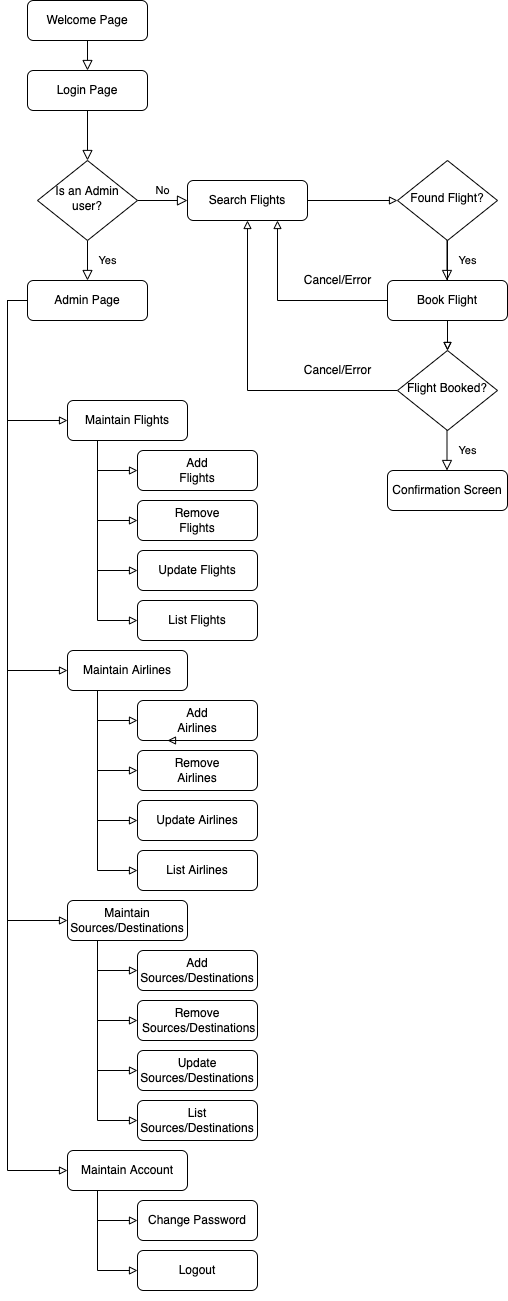 Welcome Page
Login Page
Is an Admin
user?
No
Search Flights
Found Flight?
Yes
Yes
Admin Page
Cancel/Error
Book Flight
Cancel/Error
Flight Booked?
Yes
Confirmation Screen
Maintain Flights
Add
Flights
Remove
Flights
Update Flights
List Flights
Maintain Airlines
Add
Airlines
Remove
Airlines
Update Airlines
List Airlines
Maintain
Sources/Destinations
Add
Sources/Destinations
Remove
Sources/Destinations
Update
Sources/Destinations
List
Sources/Destinations
Maintain Account
Change Password
Logout